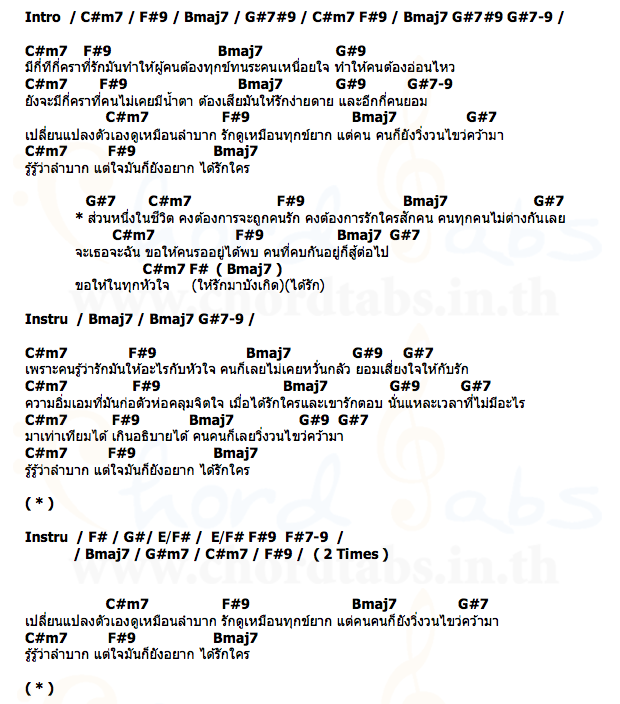 Intro / C#m7 / F#9 / Bmaj7 / G#7#9 / C#m7 F#9 / Bmaj7 G#7#9 G#7-9 /
C#m7 F#9 Bmaj7 G#9
มีกี่ทีกี่คราที่รักมันทำให้ผู้คนต้องทุกข์ทนระคนเหนื่อยใจ ทำให้คนต้องอ่อนไหว
C#m7 F#9 Bmaj7 G#9 G#7-9
ยังจะมีกี่คราที่คนไม่เคยมีน้ำตา ต้องเสียมันให้รักง่ายดาย และอีกกี่คนยอม
C#m7 F#9 Bmaj7 G#7
เปลี่ยนแปลงตัวเองดูเหมือนลำบาก รักดูเหมือนทุกข์ยาก แต่คน คนก็ยังวิ่งวนไขว่คว้ามา
C#m7 F#9 Bmaj7
รู้รู้ว่าลำบาก แต่ใจมันก็ยังอยาก ได้รักใคร
G#7 C#m7 F#9 Bmaj7 G#7
* ส่วนหนึ่งในชีวิต คงต้องการจะถูกคนรัก คงต้องการรักใครสักคน คนทุกคนไม่ต่างกันเลย
C#m7 F#9 Bmaj7 G#7
จะเธอจะฉัน ขอให้คนรออยู่ได้พบ คนที่คบกันอยู่ก็สู้ต่อไป
C#m7 F# ( Bmaj7 )
ขอให้ในทุกหัวใจ (ให้รักมาบังเกิด)(ได้รัก)
Instru / Bmaj7 / Bmaj7 G#7-9 /
C#m7 F#9 Bmaj7 G#9 G#7
เพราะคนรู้ว่ารักมันให้อะไรกับหัวใจ คนก็เลยไม่เคยหวั่นกลัว ยอมเสี่ยงใจให้กับรัก
C#m7 F#9 Bmaj7 G#9 G#7
ความอิ่มเอมที่มันก่อตัวห่อคลุมจิตใจ เมื่อได้รักใครและเขารักตอบ นั่นแหละเวลาที่ไม่มีอะไร
C#m7 F#9 Bmaj7 G#9 G#7
มาเท่าเทียมได้ เกินอธิบายได้ คนคนก็เลยวิ่งวนไขว่คว้ามา
C#m7 F#9 Bmaj7
รู้รู้ว่าลำบาก แต่ใจมันก็ยังอยาก ได้รักใคร
( * )
Instru / F# / G#/ E/F# / E/F# F#9 F#7-9 /
/ Bmaj7 / G#m7 / C#m7 / F#9 / ( 2 Times )
C#m7 F#9 Bmaj7 G#7
เปลี่ยนแปลงตัวเองดูเหมือนลำบาก รักดูเหมือนทุกข์ยาก แต่คนคนก็ยังวิ่งวนไขว่คว้ามา
C#m7 F#9 Bmaj7
รู้รู้ว่าลำบาก แต่ใจมันก็ยังอยาก ได้รักใคร
( * )
Chord Tabs
www.chordtabs.in.th
Chord Tabs
www.chordtabs.in.th